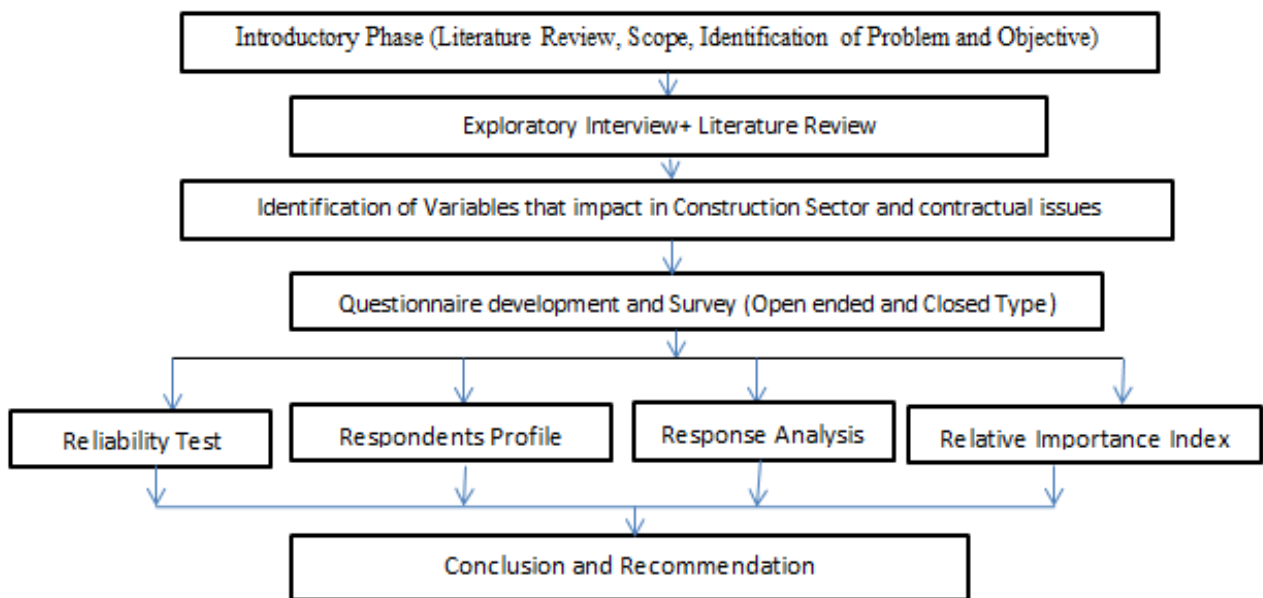 Introductory Phase (Literature Review, Scope, Identification of Problem and Objective)
Exploratory Interview+ Literature Review
Identification of Variables that impact in Construction Sector and contractual issues
Questionnaire development and Survey (Open ended and Closed Type)
Reliability Test
Respondents Profile
Response Analysis
Relative Importance Index
Conclusion and Recommendation